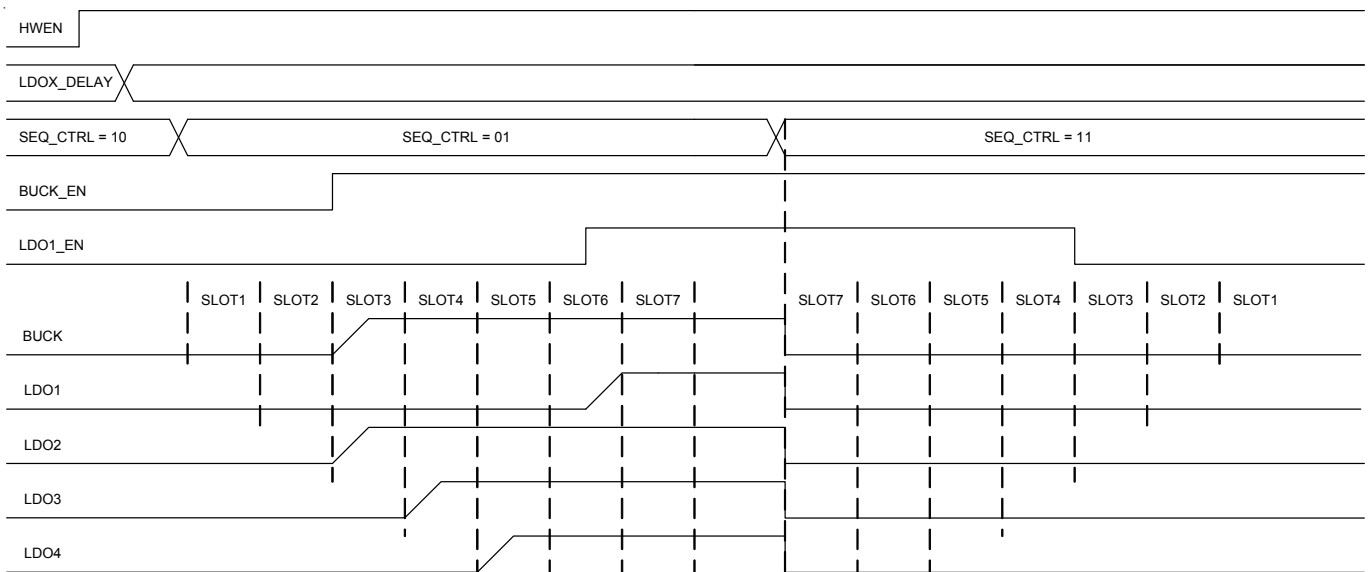 HWEN
LDOX_DELAY
SEQ_CTRL = 10 SEQ_CTRL = 01 SEQ_CTRL = 11
BUCK_EN
LDO1_EN
SLOT1 SLOT2 SLOT3 SLOT4 SLOT5 SLOT6 SLOT7 SLOT7 SLOT6 SLOT5 SLOT4 SLOT3 SLOT2 SLOT1
BUCK
LDO1
LDO2
LDO3
LDO4